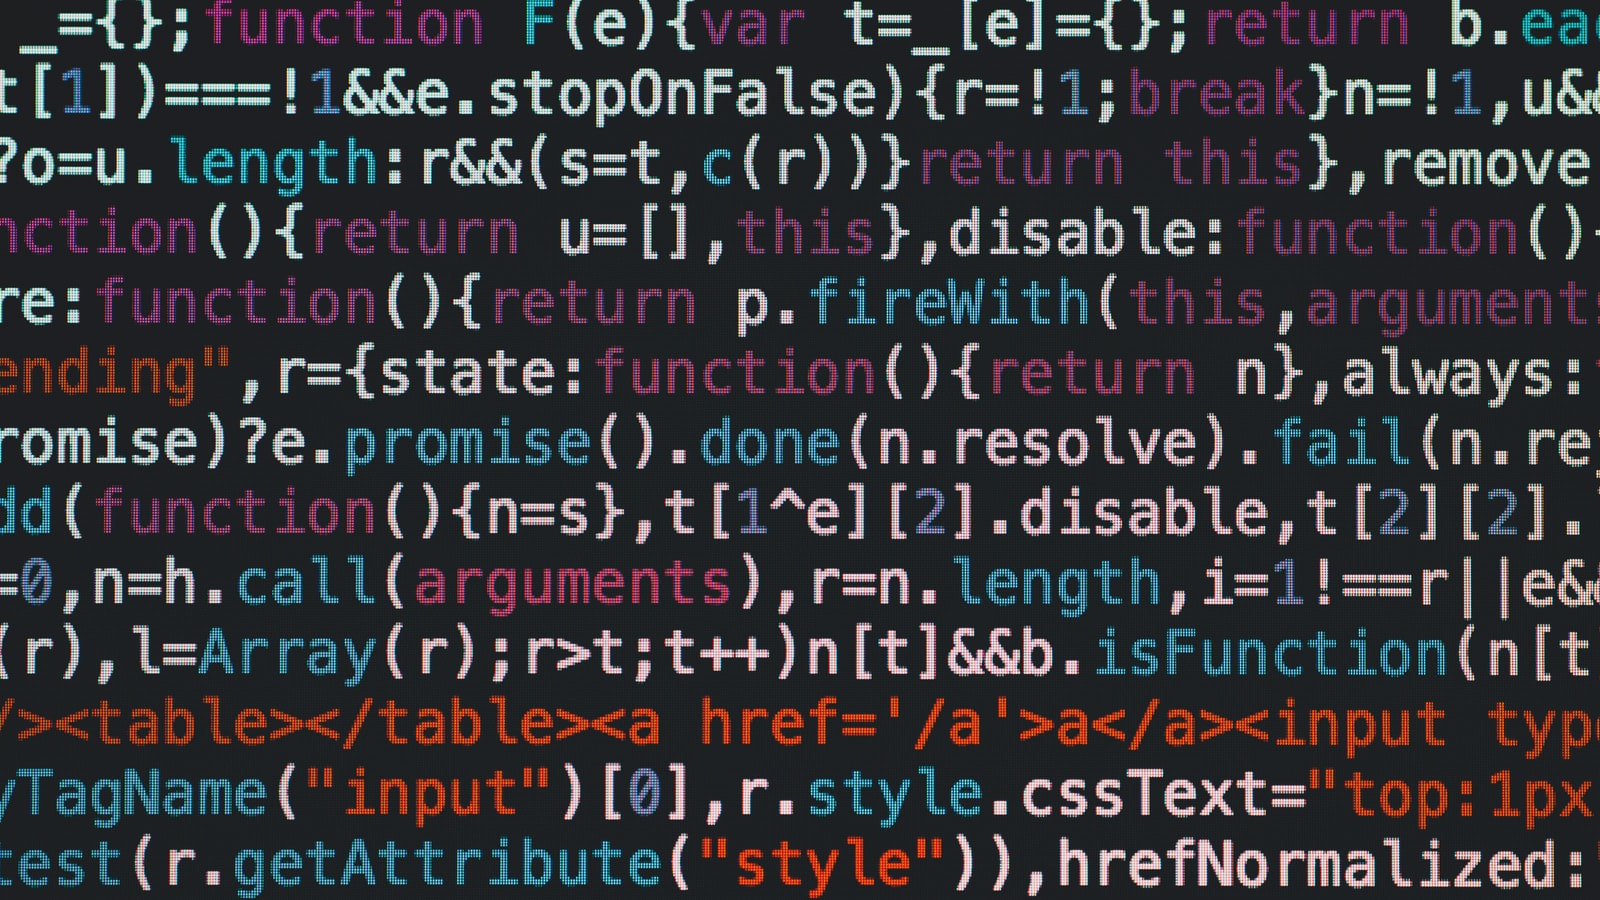 _={};function F(e){var t=_[e]={};return b.eac
t[1])===!1&&e.stopOnFalse){r=!1;break}n=!1,u&&
?o=u.length:r&&(s=t,c(r))}return this},remove
nction(){return u=[],this},disable:function()
re:function(){return p.fireWith(this,arguments
ending",r={state:function(){return n},always:
romise)?e.promise().done(n.resolve).fail(n.re
dd(function(){n=s},t[1^e][2].disable,t[2][2].
=0,n=h.call(arguments),r=n.length,i=1!==r||e&&
(r),l=Array(r);r>t;t++)n[t]&&b.isFunction(n[t
/><table></table><a href='/a'>a</a><input typ
yTagName("input")[0],r.style.cssText="top:1px
test(r.getAttribute("style")),hrefNormalized: